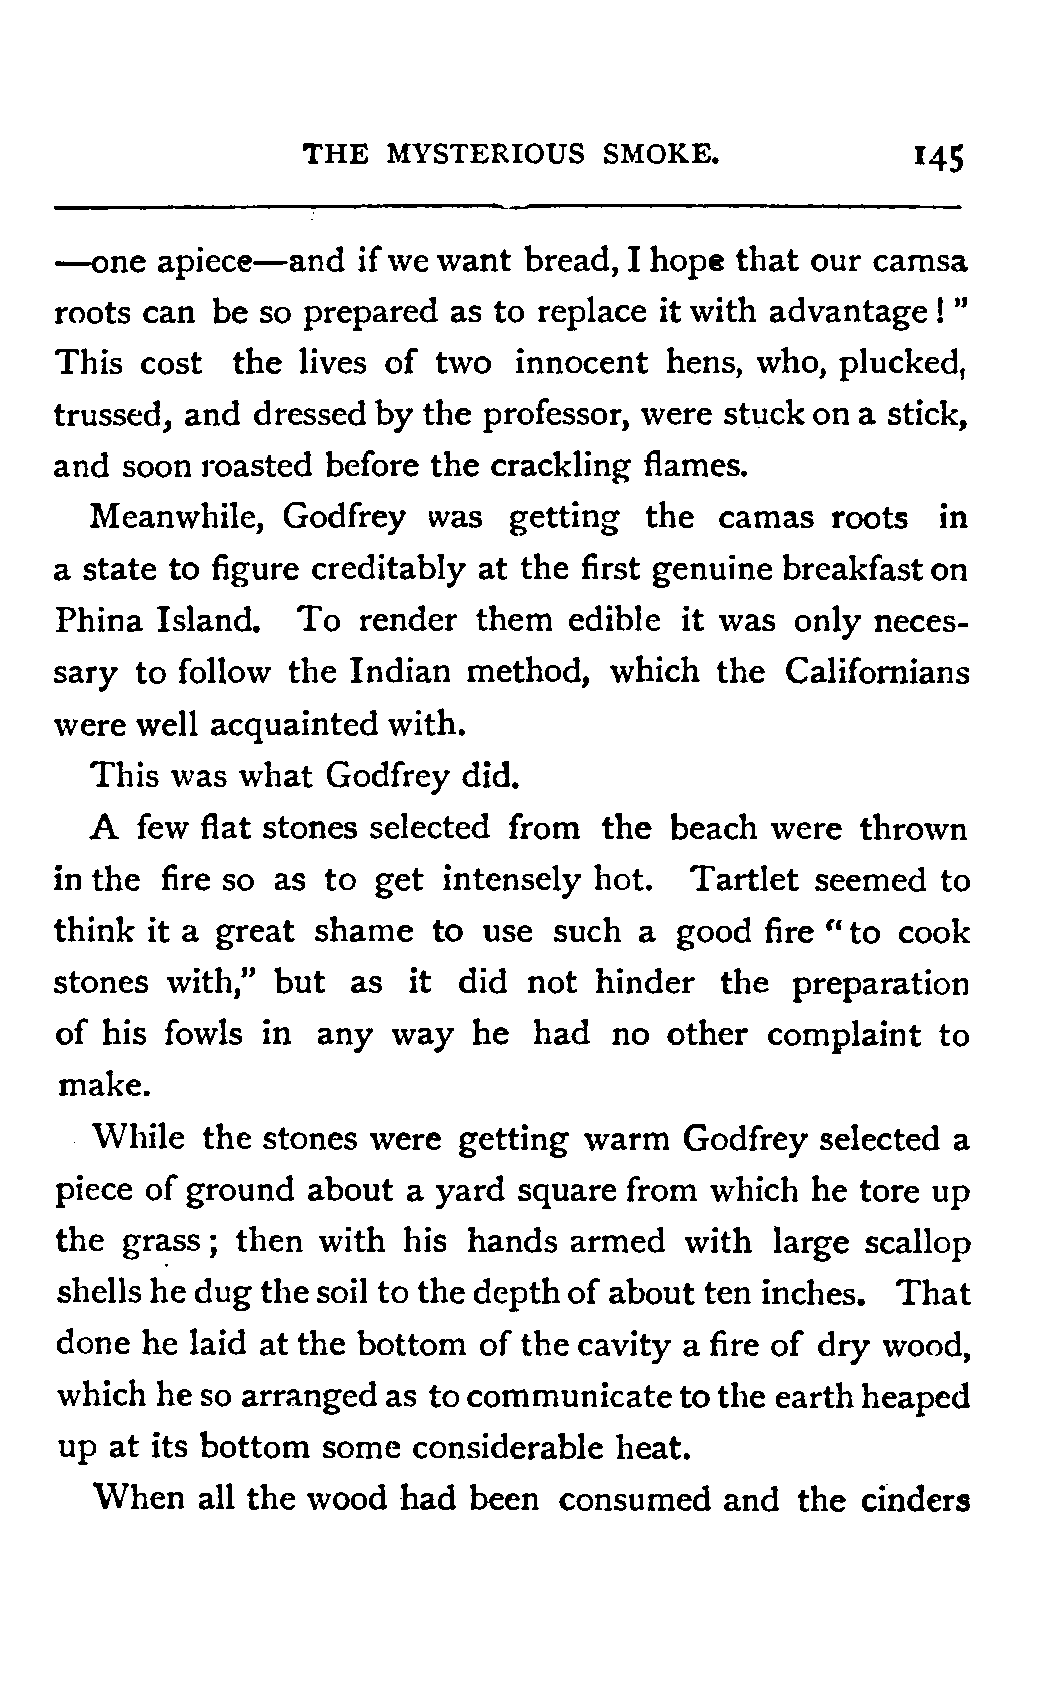 THE MYSTERIOUS SMOKE. 145
—one apiece—and if we want bread, I hope that our camsa
roots can be so prepared as to replace it with advantage ! "
This cost the lives of two innocent hens, who, plucked,
trussed, and dressed by the professor, were stuck on a stick,
and soon roasted before the crackling flames.
Meanwhile, Godfrey was getting the camas roots in
a state to figure creditably at the first genuine breakfast on
Phina Island. To render them edible it was only neces-
sary to follow the Indian method, which the Californians
were well acquainted with.
This was what Godfrey did.
A few flat stones selected from the beach were thrown
in the fire so as to get intensely hot. Tartlet seemed to
think it a great shame to use such a good fire "to cook
stones with," but as it did not hinder the preparation
of his fowls in any way he had no other complaint to
make.
While the stones were getting warm Godfrey selected a
piece of ground about a yard square from which he tore up
the grass ; then with his hands armed with large scallop
shells he dug the soil to the depth of about ten inches. That
done he laid at the bottom of the cavity a fire of dry wood,
which he so arranged as to communicate to the earth heaped
up at its bottom some considerable heat.
When all the wood had been consumed and the cinders